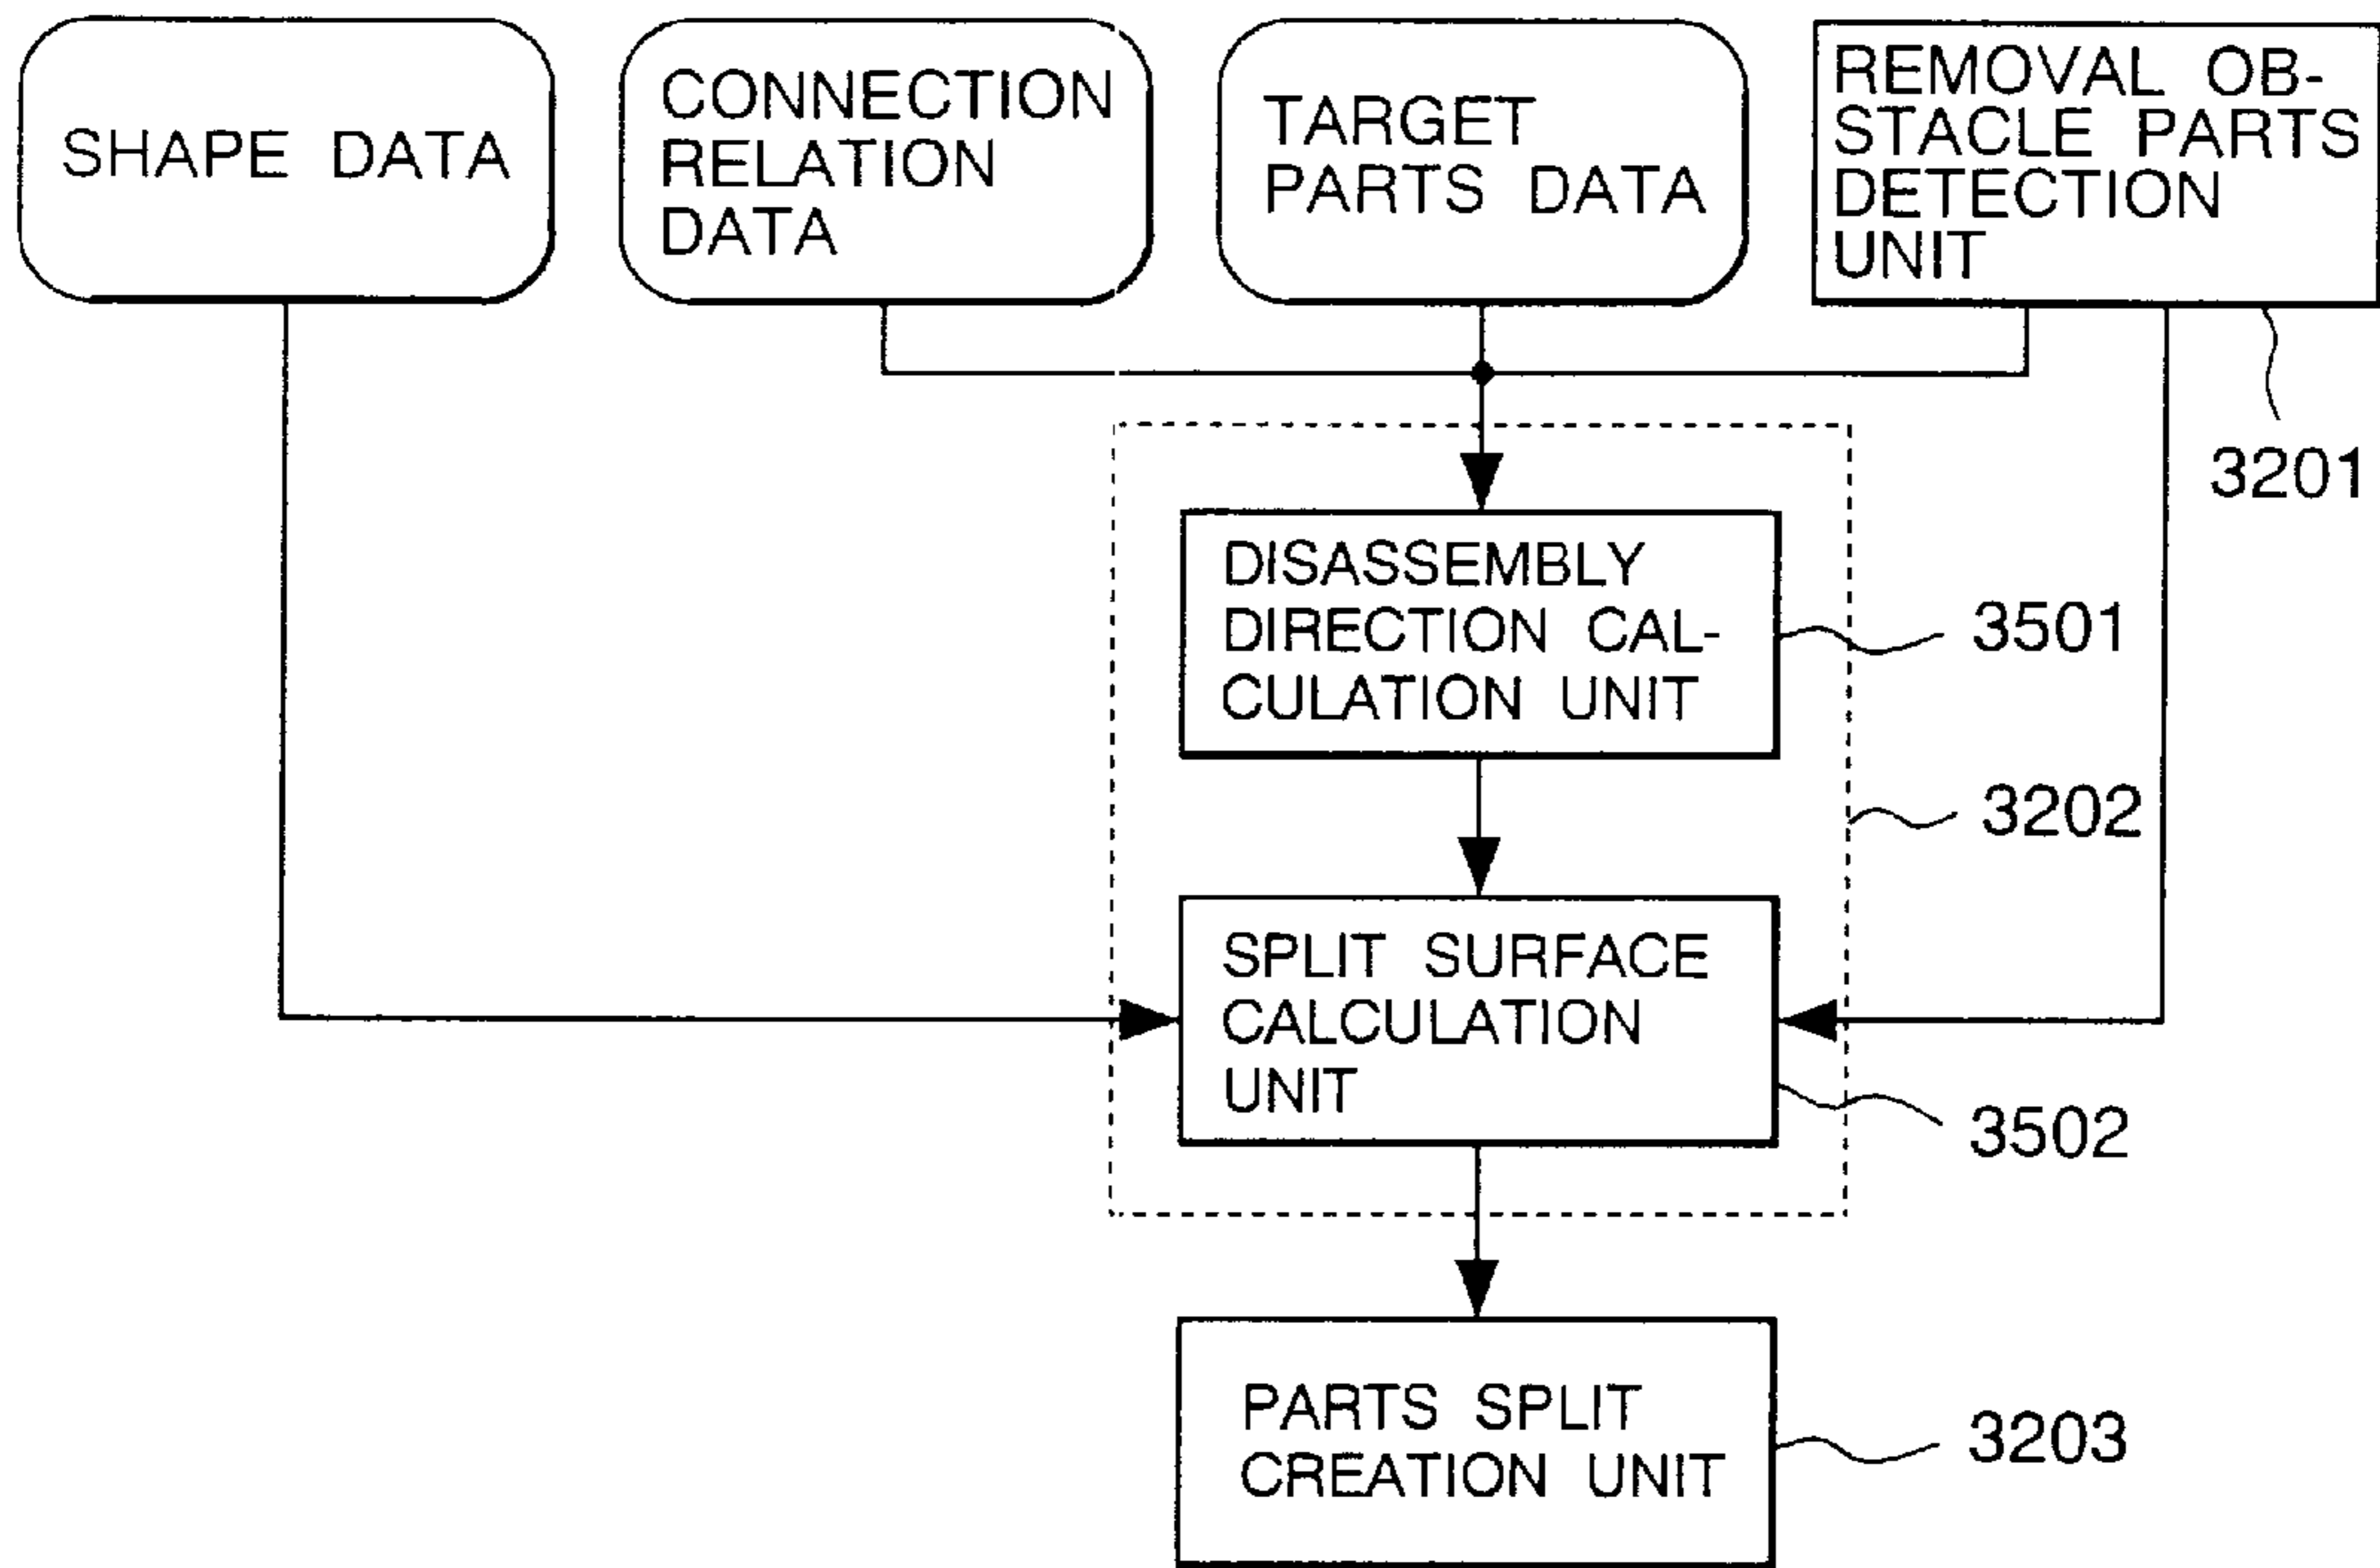 SHAPE DATA
CONNECTION
RELATION
DATA
TARGET
PARTS DATA
REMOVAL OB-
STACLE PARTS
DETECTION
UNIT
3201
DISASSEMBLY
DIRECTION CAL-
CULATION UNIT
3501
3202
SPLIT SURFACE
CALCULATION
UNIT
3502
PARTS SPLIT
CREATION UNIT
3203